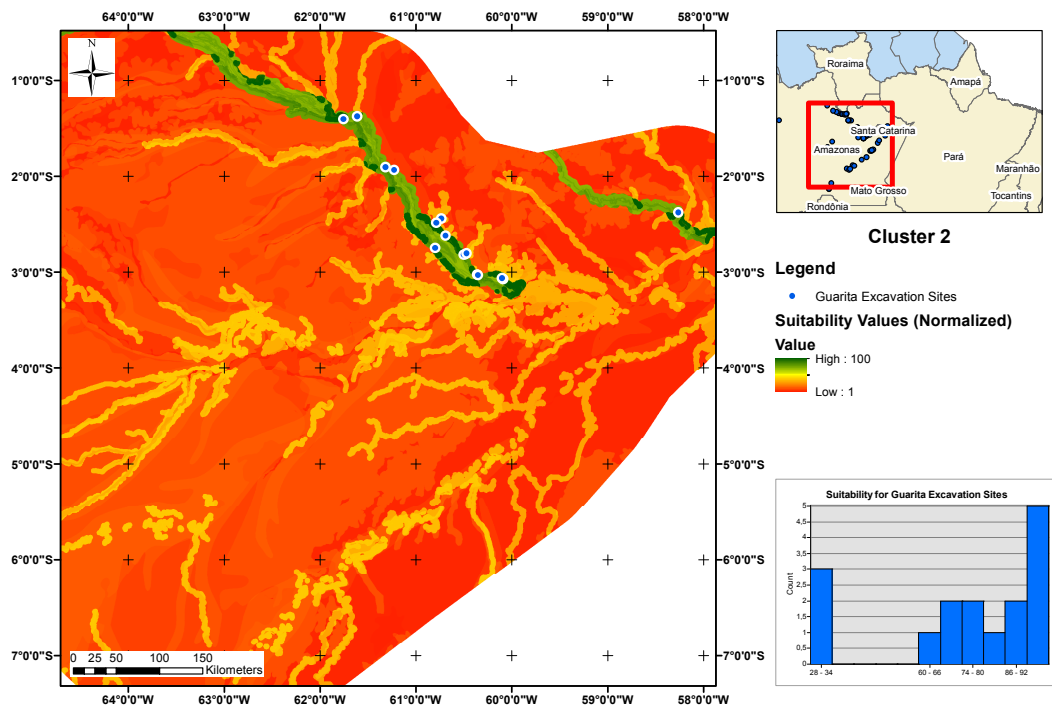 64°0'0"W 63°0'0"W 62°0'0"W 61°0'0"W 60°0'0"W 59°0'0"W 58°0'0"W
N
1°0'0"S 1°0'0"S
2°0'0"S 2°0'0"S
3°0'0"S 3°0'0"S
4°0'0"S 4°0'0"S
5°0'0"S 5°0'0"S
6°0'0"S 6°0'0"S
7°0'0"S 7°0'0"S
0 25 50 100 150
Kilometers
64°0'0"W 63°0'0"W 62°0'0"W 61°0'0"W 60°0'0"W 59°0'0"W 58°0'0"W
Roraima
Amapá
Santa Catarina
Amazonas
Pará
Maranhão
Mato Grosso
Tocantins
Rondônia
Cluster 2
Legend
Guarita Excavation Sites
Suitability Values (Normalized)
Value
High : 100
Low : 1
Suitability for Guarita Excavation Sites
Count
5
4,5
4
3,5
3
2,5
2
1,5
1
0,5
0
28 - 34 60 - 66 74 - 80 86 - 92